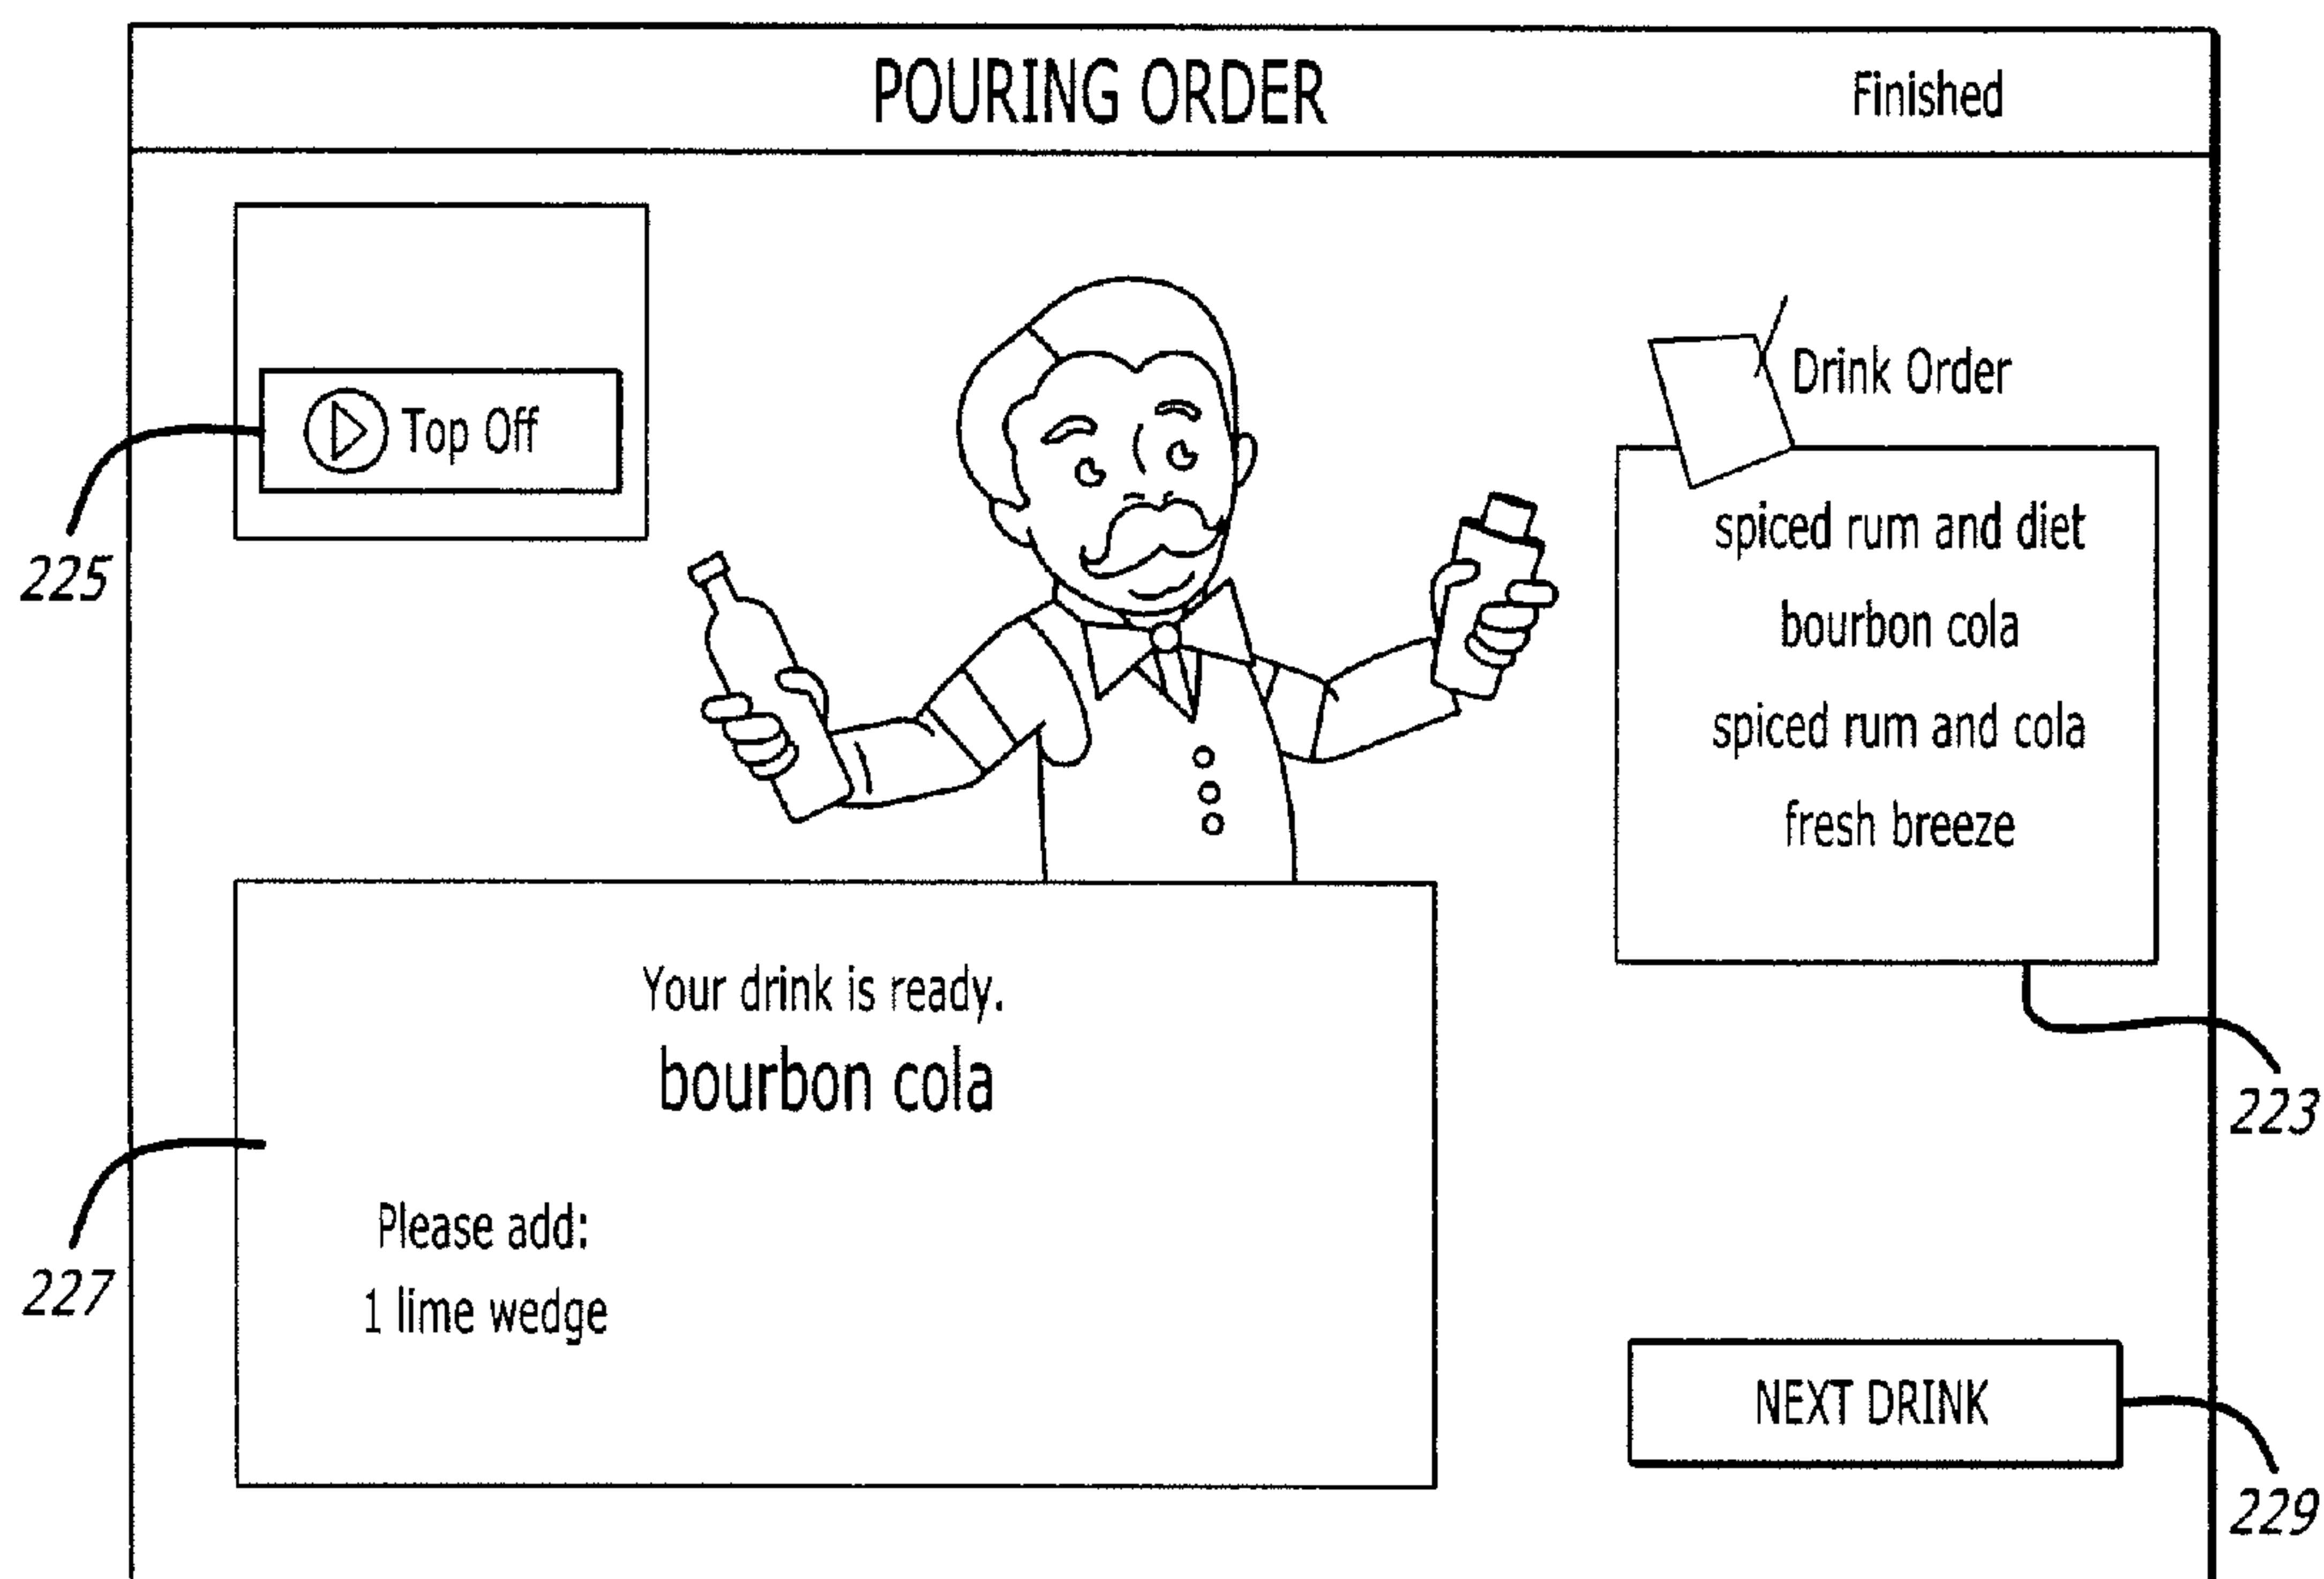 POURING ORDER
Finished
Top Off
225
Drink Order
spiced rum and diet
bourbon cola
spiced rum and cola
fresh breeze
223
Your drink is ready.
bourbon cola
Please add:
1 lime wedge
227
NEXT DRINK
229